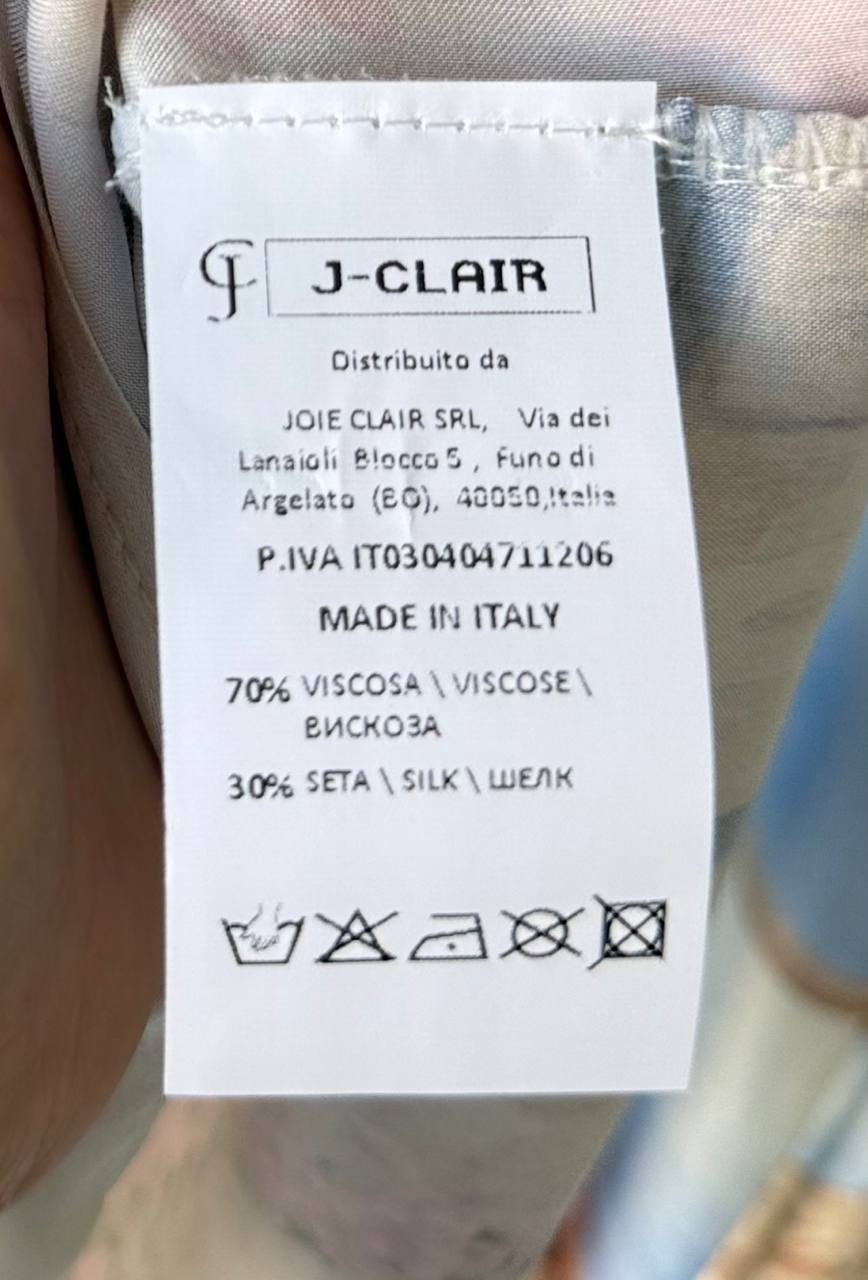 J-CLAIR
Distribuito da
JOIE CLAIR SRL, Via dei
Lanaioli Blocco 5 , Funo di
Argelato (BO), 40050,Italia
P.IVA IT030404711206
MADE IN ITALY
70% VISCOSA \ VISCOSE \
ВИСКОЗА
30% SETA \ SILK \ ШЕЛК